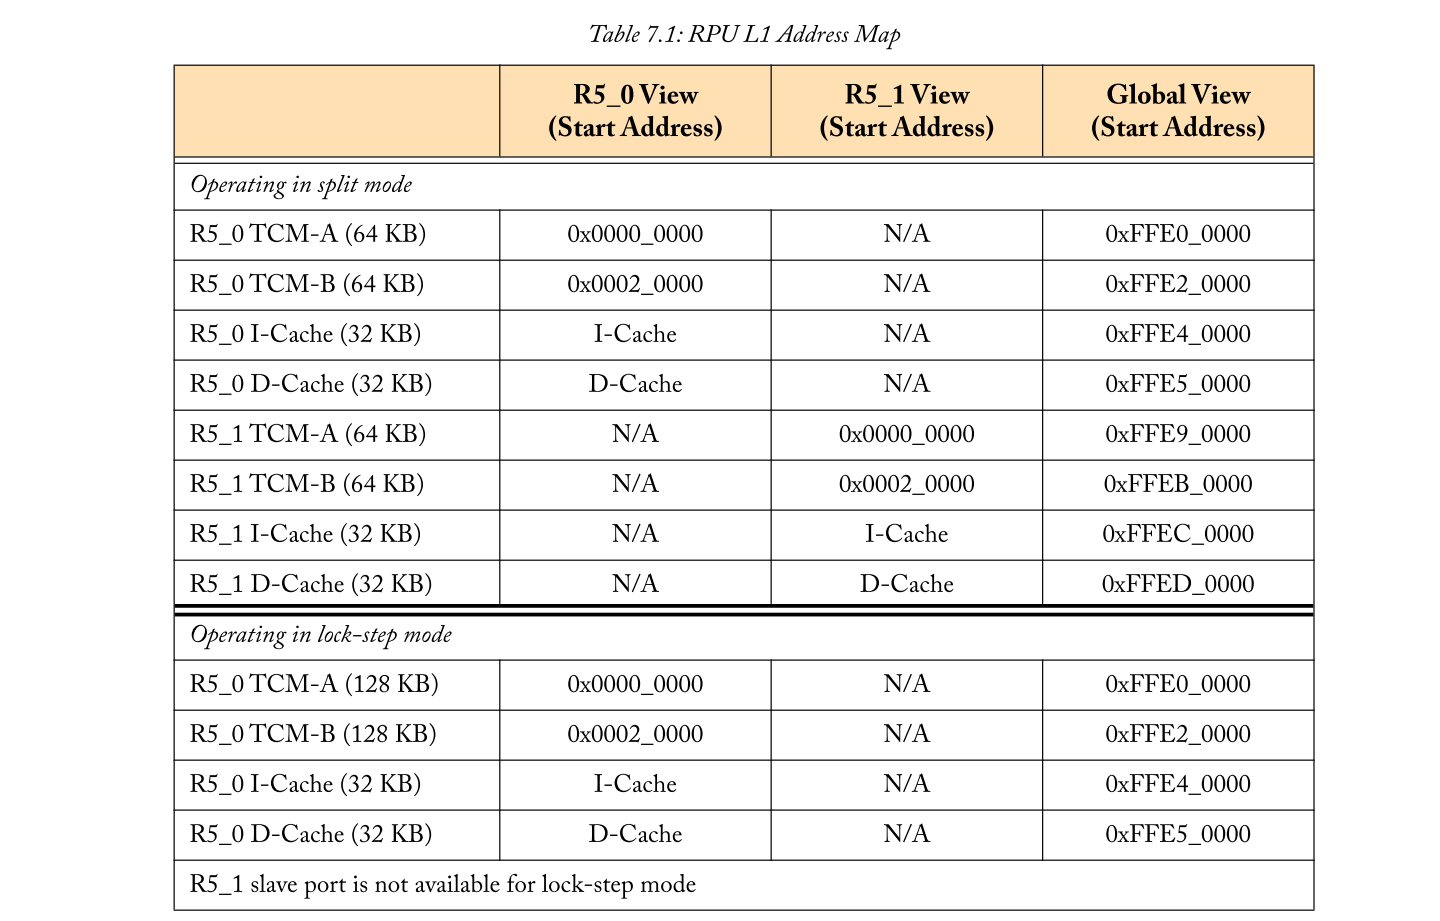 Table 7.1: RPU L1 Address Map
R5_0 View (Start Address) R5_1 View (Start Address) Global View (Start Address)
Operating in split mode
R5_0 TCM-A (64 KB) 0x0000_0000 N/A 0xFFE0_0000
R5_0 TCM-B (64 KB) 0x0002_0000 N/A 0xFFE2_0000
R5_0 I-Cache (32 KB) I-Cache N/A 0xFFE4_0000
R5_0 D-Cache (32 KB) D-Cache N/A 0xFFE5_0000
R5_1 TCM-A (64 KB) N/A 0x0000_0000 0xFFE9_0000
R5_1 TCM-B (64 KB) N/A 0x0002_0000 0xFFEB_0000
R5_1 I-Cache (32 KB) N/A I-Cache 0xFFEC_0000
R5_1 D-Cache (32 KB) N/A D-Cache 0xFFED_0000
Operating in lock-step mode
R5_0 TCM-A (128 KB) 0x0000_0000 N/A 0xFFE0_0000
R5_0 TCM-B (128 KB) 0x0002_0000 N/A 0xFFE2_0000
R5_0 I-Cache (32 KB) I-Cache N/A 0xFFE4_0000
R5_0 D-Cache (32 KB) D-Cache N/A 0xFFE5_0000
R5_1 slave port is not available for lock-step mode